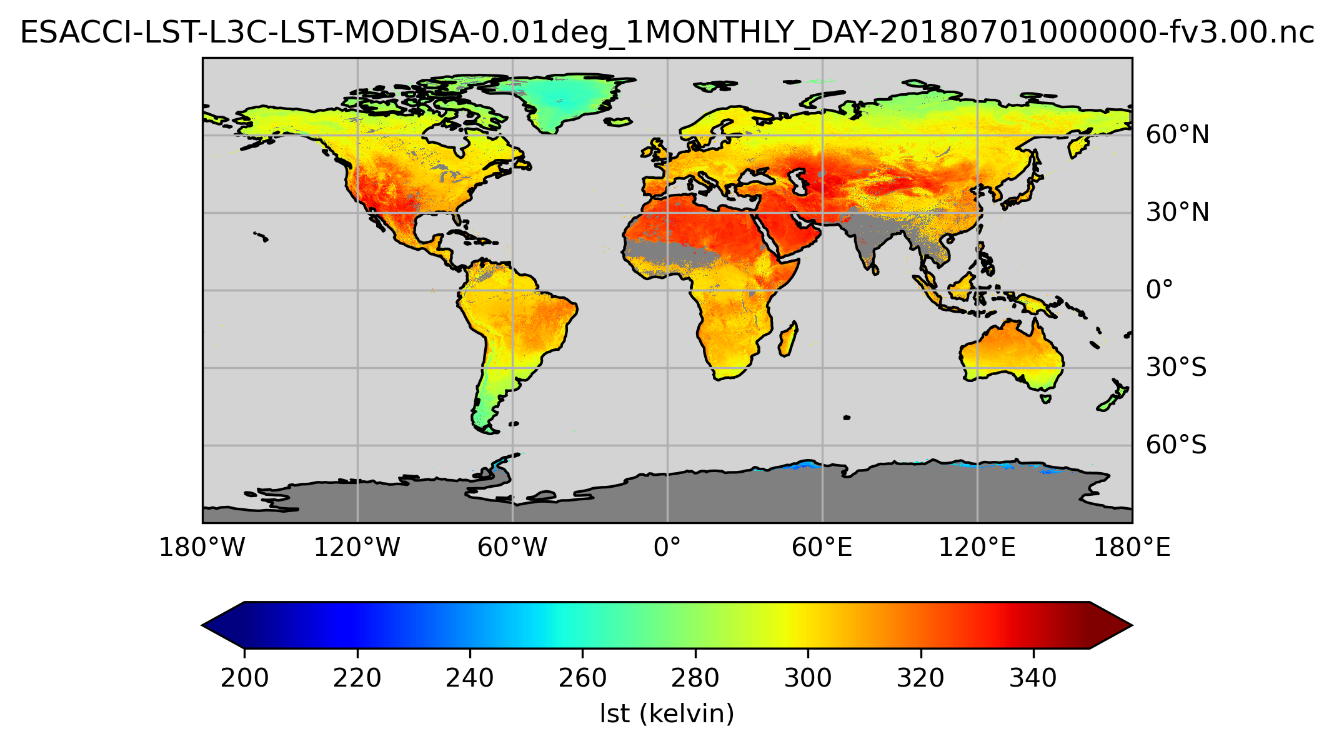 ESACCI-LST-L3C-LST-MODISA-0.01deg_1MONTHLY_DAY-20180701000000-fv3.00.nc
60°N
30°N
0°
30°S
60°S
180°W 120°W 60°W 0° 60°E 120°E 180°E
200 220 240 260 280 300 320 340
lst (kelvin)